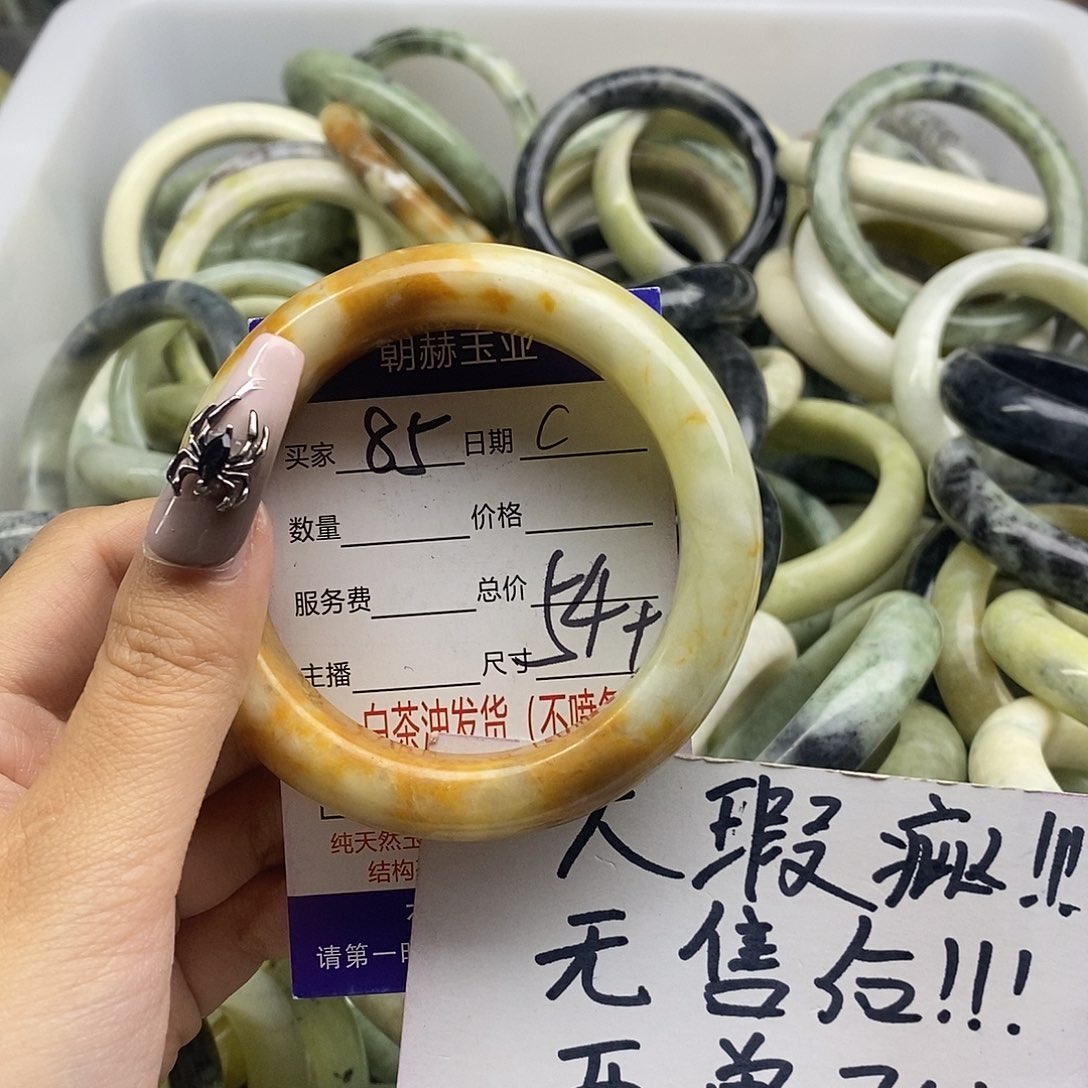 朝赫玉业
买家 85 日期 C
数量 价格
服务费 总价
主播 尺寸 54+
白茶油发货(不喷
纯天然玉
结构
请第一时
瑕疵!!!
无售后!!!